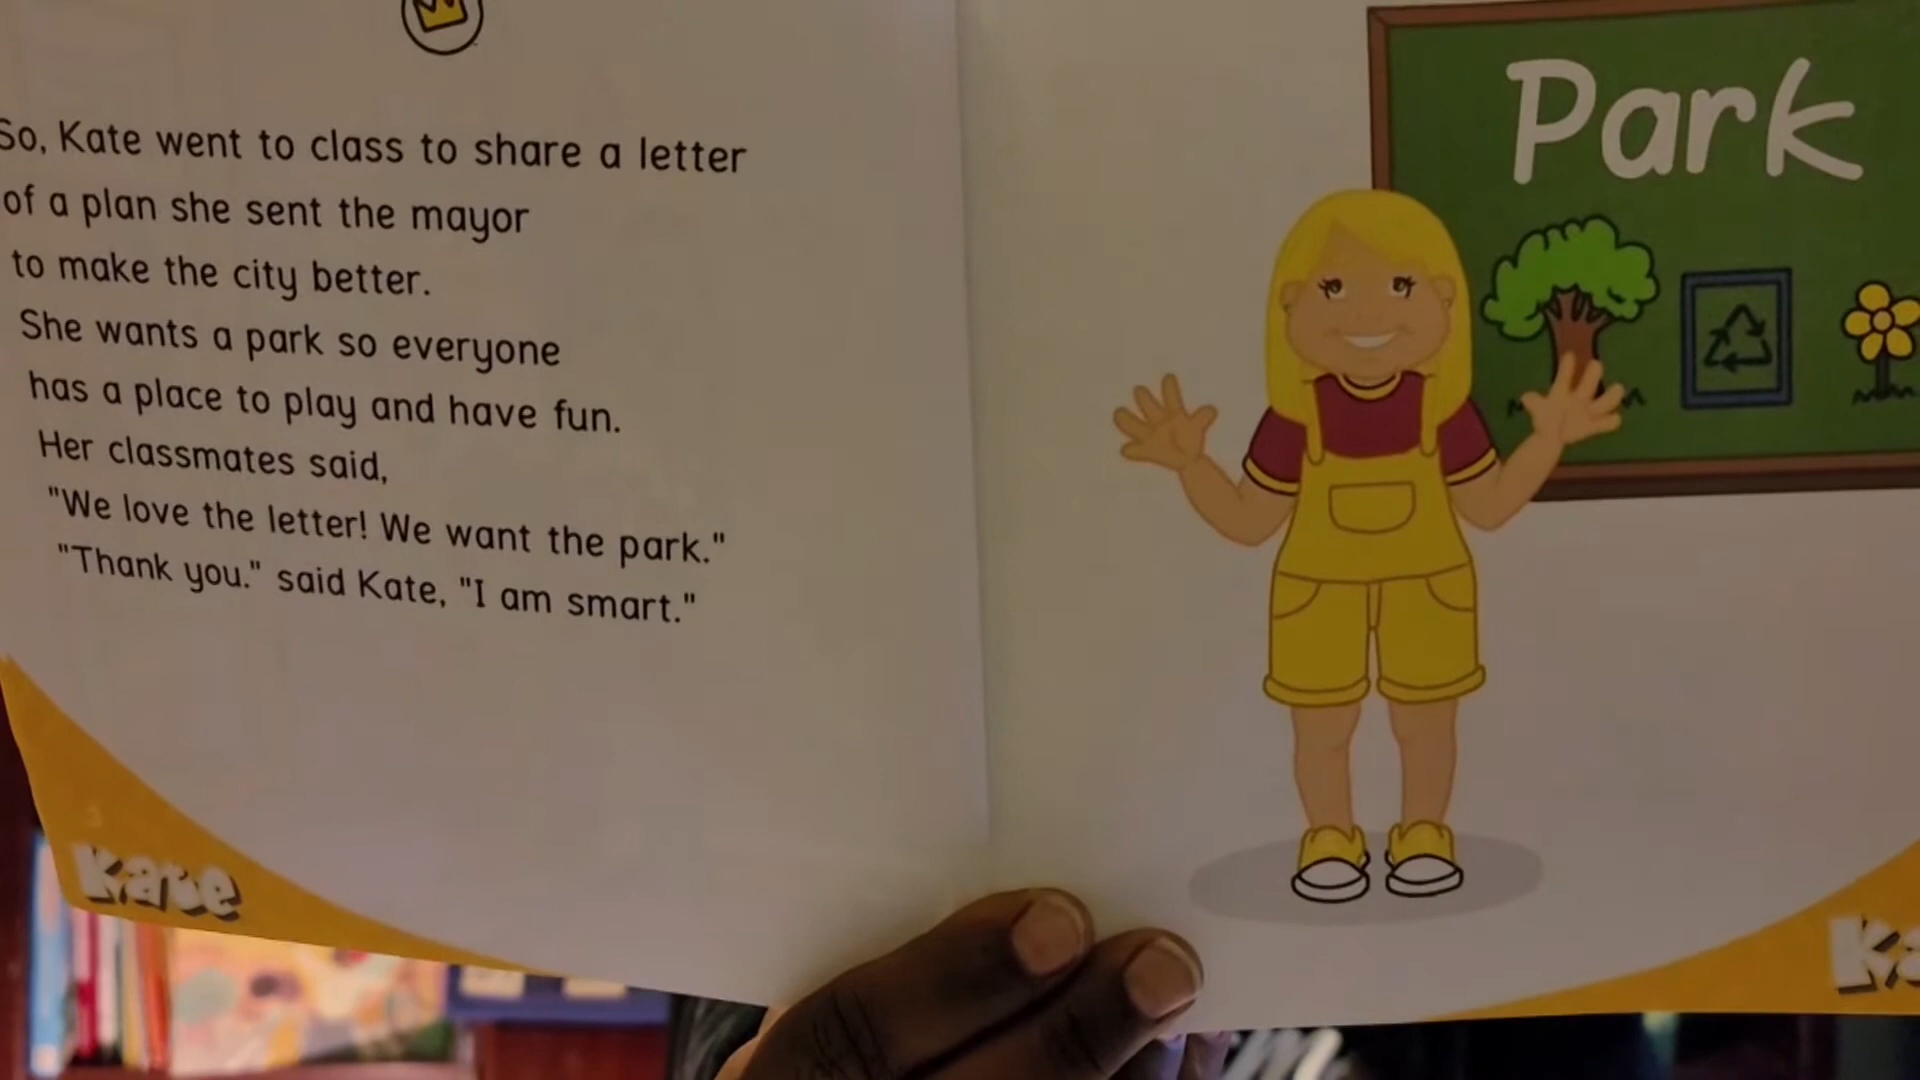 So, Kate went to class to share a letter
of a plan she sent the mayor
to make the city better.
She wants a park so everyone
has a place to play and have fun.
Her classmates said,
"We love the letter! We want the park."
"Thank you." said Kate, "I am smart."
Kate
Park